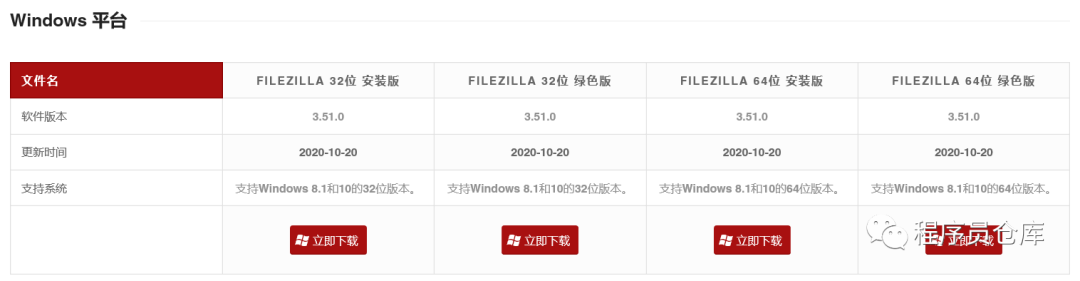 Windows 平台
文件名 FILEZILLA 32位 安装版 FILEZILLA 32位 绿色版 FILEZILLA 64位 安装版 FILEZILLA 64位 绿色版
软件版本 3.51.0 3.51.0 3.51.0 3.51.0
更新时间 2020-10-20 2020-10-20 2020-10-20 2020-10-20
支持系统 支持Windows 8.1和10的32位版本。 支持Windows 8.1和10的32位版本。 支持Windows 8.1和10的64位版本。 支持Windows 8.1和10的64位版本。
立即下载 立即下载 立即下载 立即下载
程序员仓库